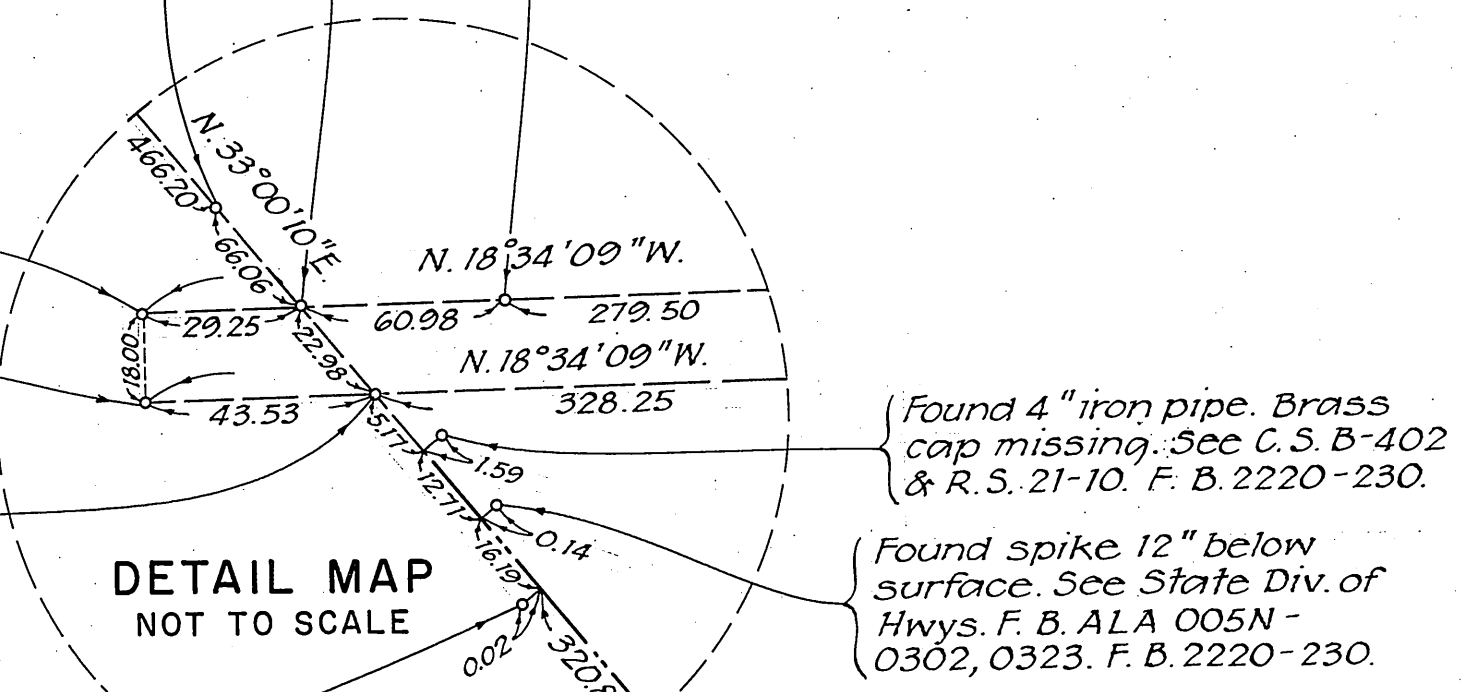 N. 33°00'10"E.
466.20
66.06
N. 18°34'09"W.
29.25
60.98
279.50
18.00
22.98
N. 18°34'09"W.
43.53
328.25
5.17
1.59
12.71
0.14
16.19
0.02
320.8
Found 4" iron pipe. Brass
cap missing. See C.S. B-402
& R.S. 21-10. F. B. 2220-230.
Found spike 12" below
surface. See State Div. of
Hwys. F. B. ALA 005N-
0302, 0323. F. B. 2220-230.
DETAIL MAP
NOT TO SCALE